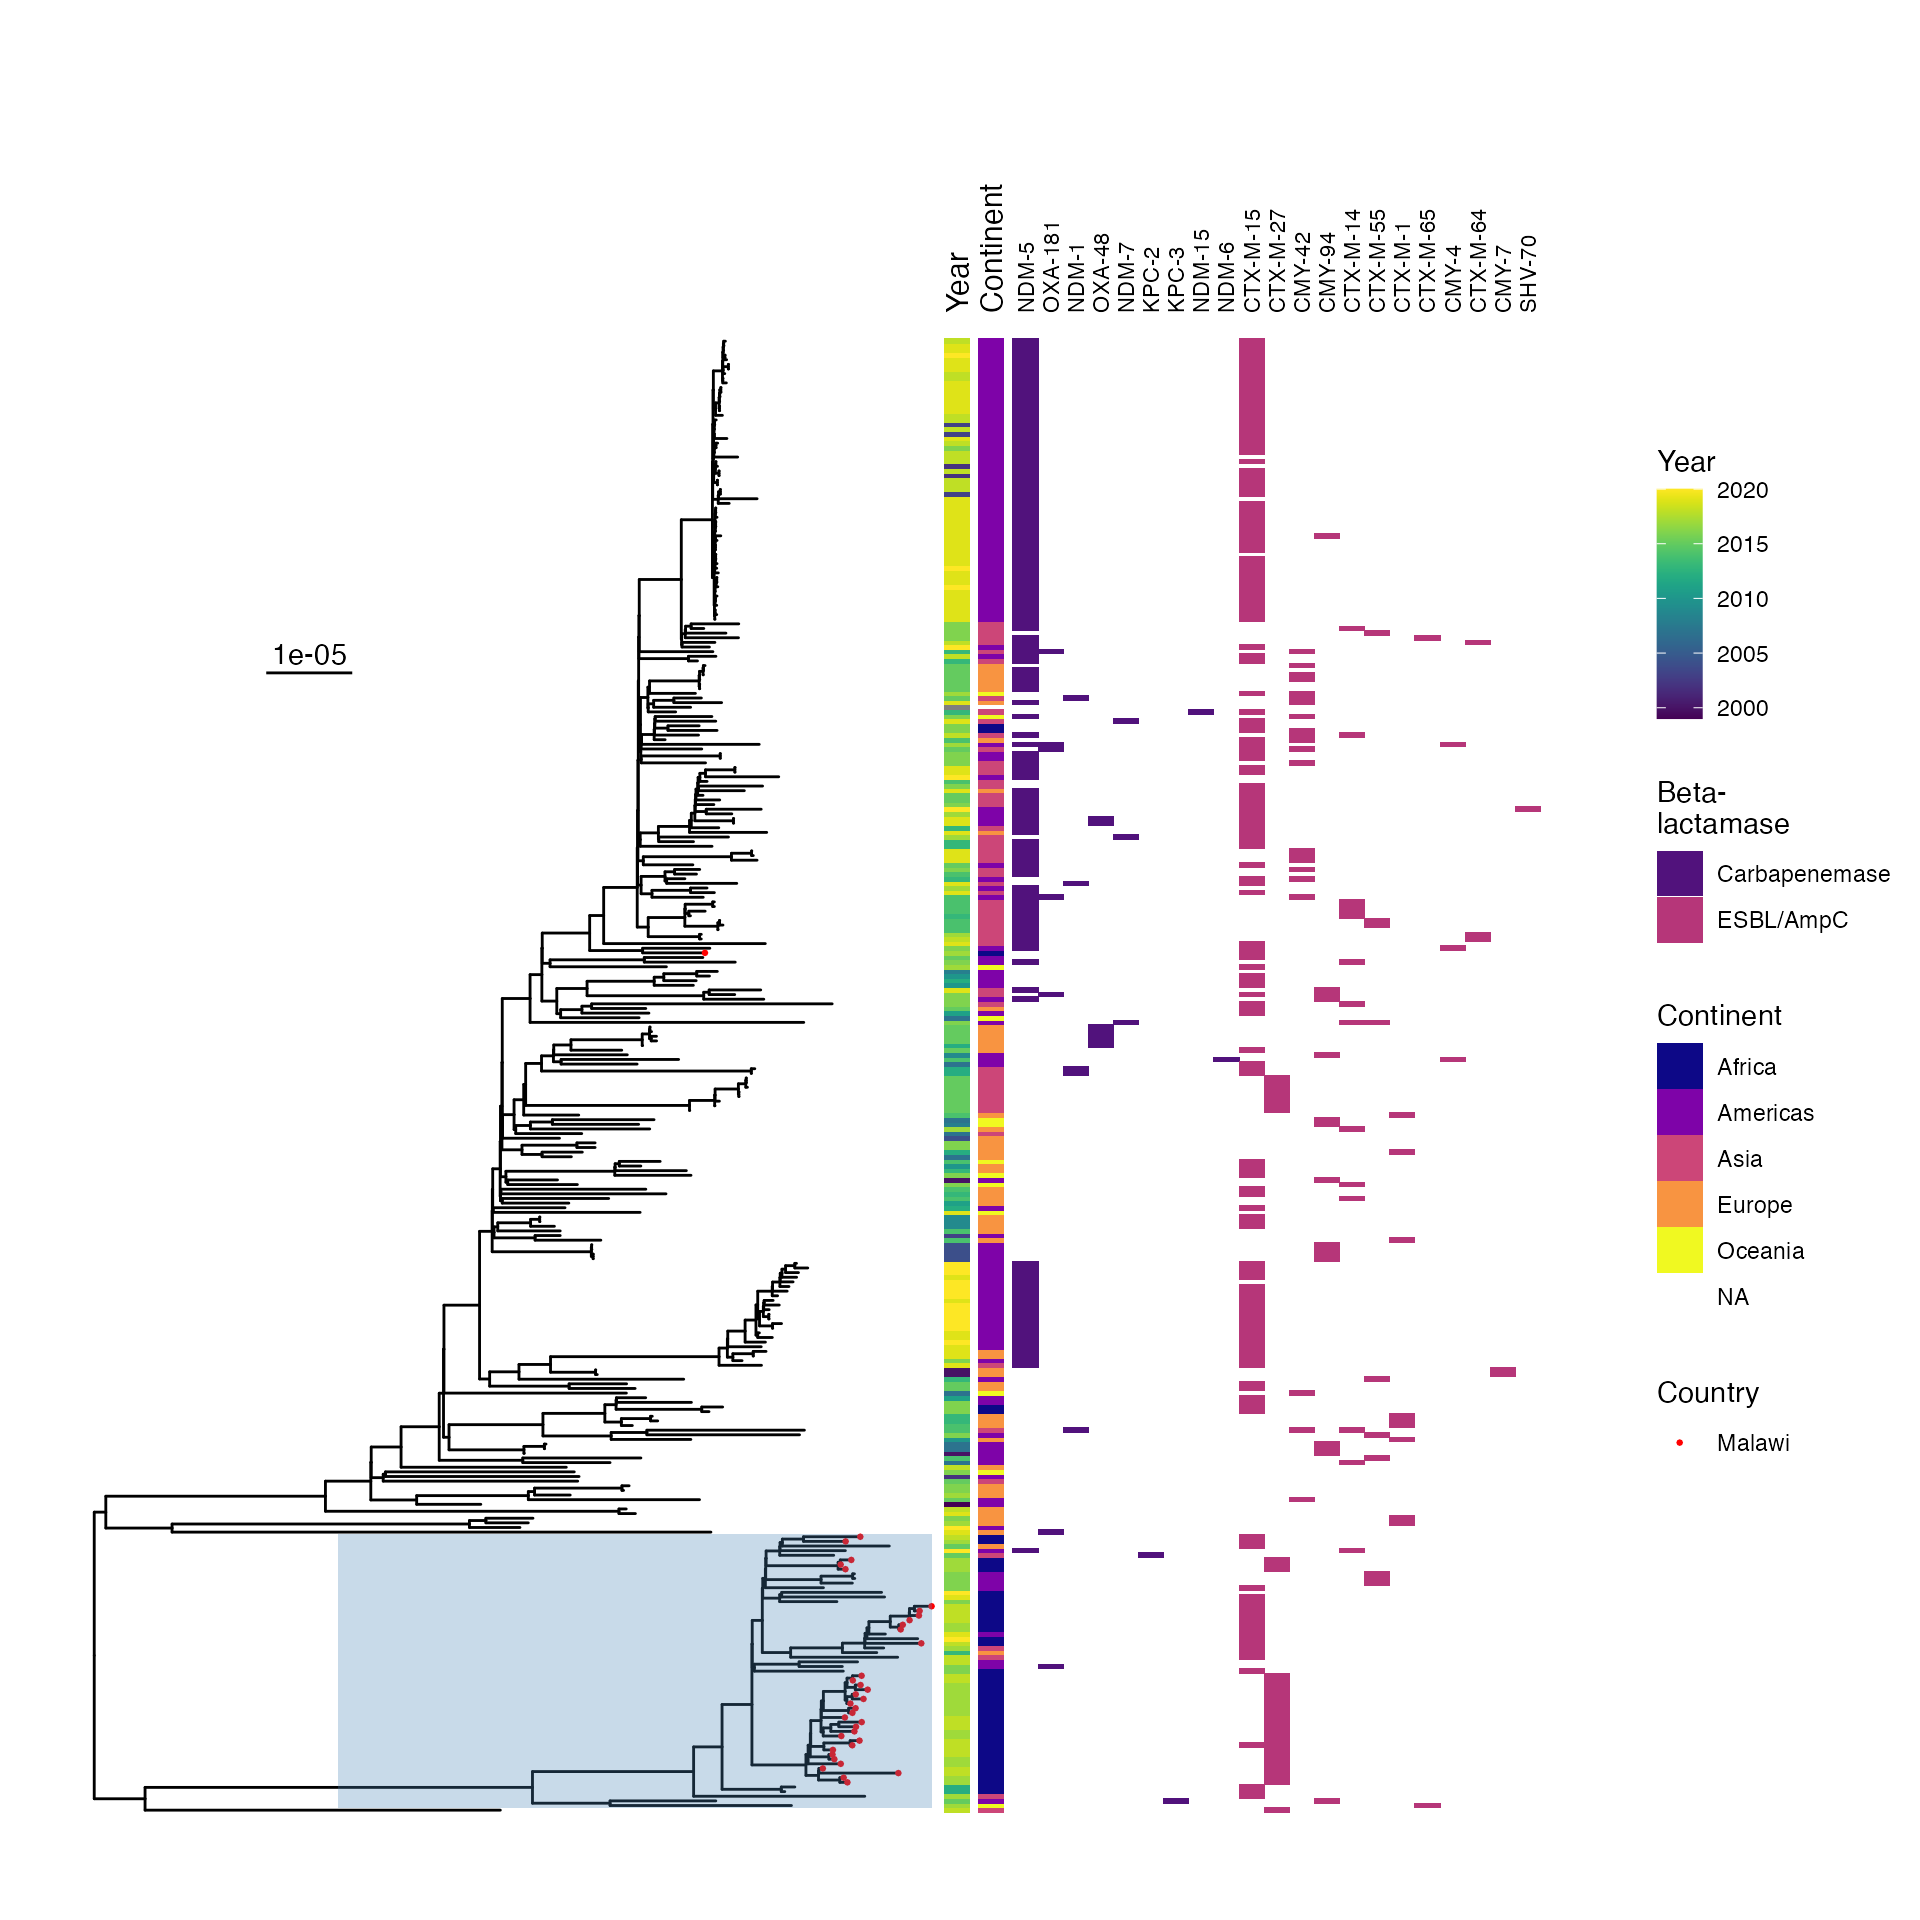 Year
Continent
NDM-5
OXA-181
NDM-1
OXA-48
NDM-7
KPC-2
KPC-3
NDM-15
NDM-6
CTX-M-15
CTX-M-27
CMY-42
CMY-94
CTX-M-14
CTX-M-55
CTX-M-1
CTX-M-65
CMY-4
CTX-M-64
CMY-7
SHV-70
1e-05
Year
2020
2015
2010
2005
2000
Beta-
lactamase
Carbapenemase
ESBL/AmpC
Continent
Africa
Americas
Asia
Europe
Oceania
NA
Country
Malawi